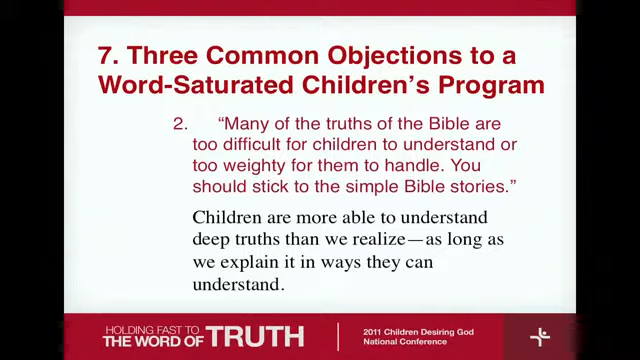 7. Three Common Objections to a
Word-Saturated Children's Program
2. "Many of the truths of the Bible are
too difficult for children to understand or
too weighty for them to handle. You
should stick to the simple Bible stories."
Children are more able to understand
deep truths than we realize—as long as
we explain it in ways they can
understand.
HOLDING FAST TO
THE WORD OF TRUTH
2011 Children Desiring God
National Conference